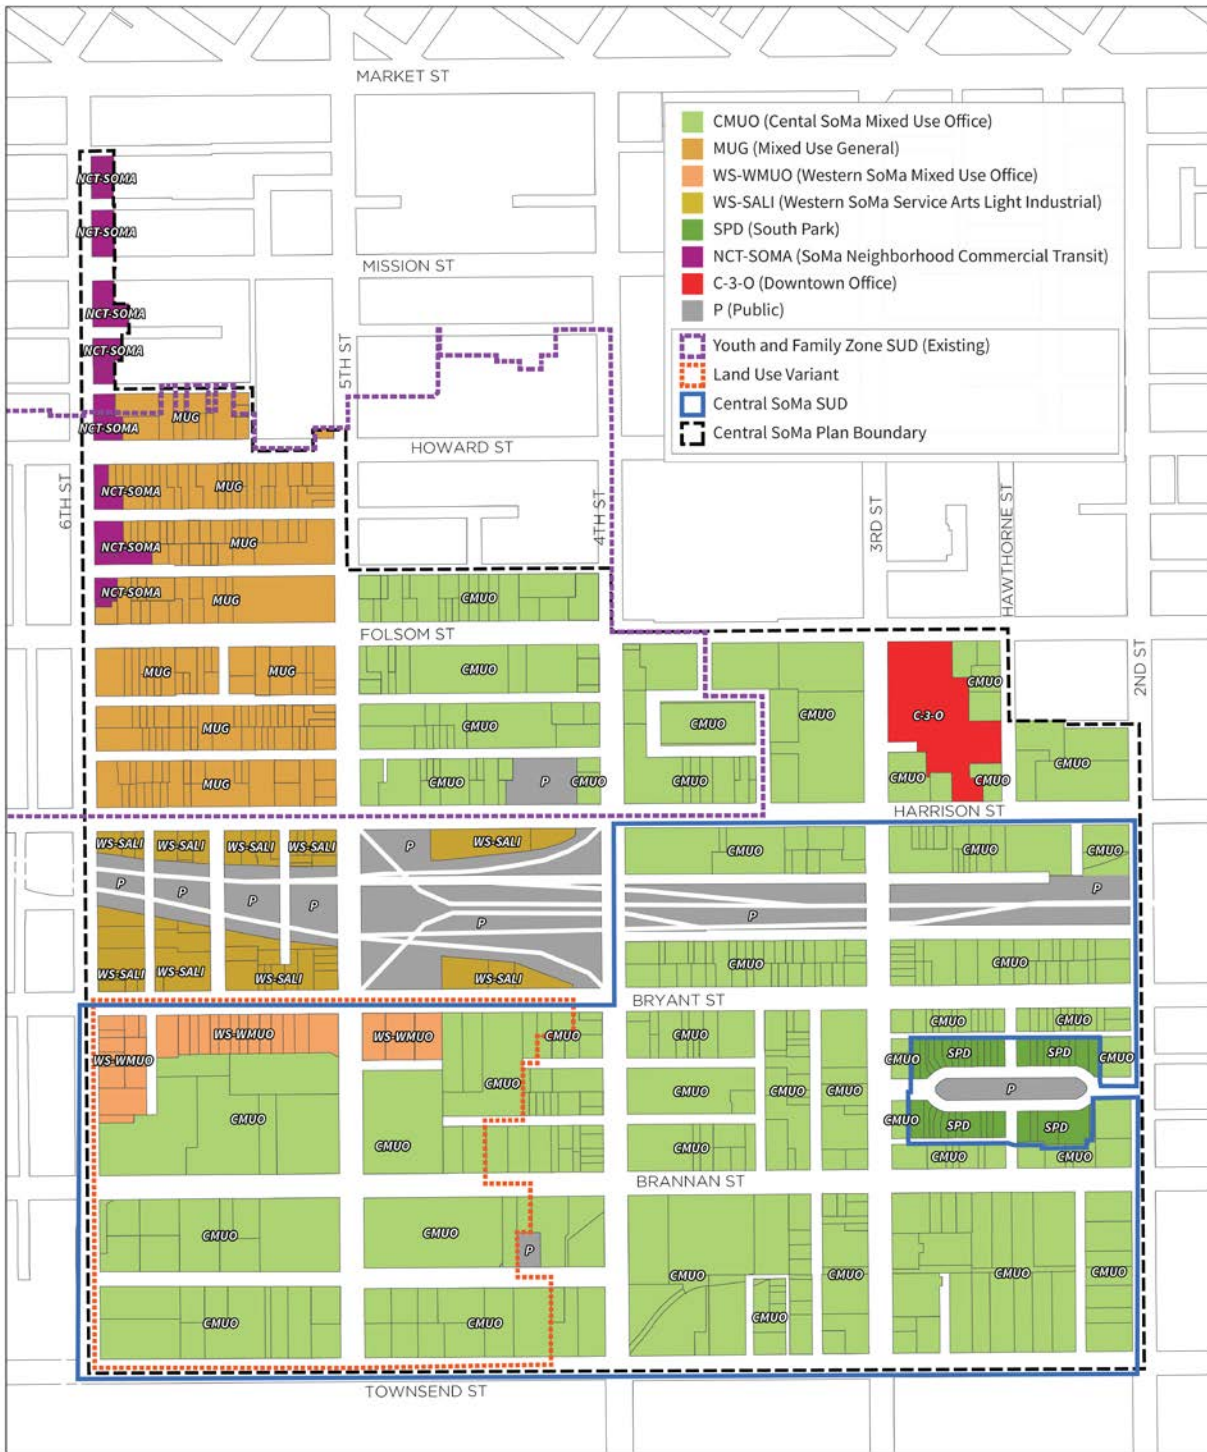 MARKET ST
CMUO (Cental SoMa Mixed Use Office)
MUG (Mixed Use General)
WS-WMUO (Western SoMa Mixed Use Office)
WS-SALI (Western SoMa Service Arts Light Industrial)
SPD (South Park)
NCT-SOMA (SoMa Neighborhood Commercial Transit)
C-3-O (Downtown Office)
P (Public)
Youth and Family Zone SUD (Existing)
Land Use Variant
Central SoMa SUD
Central SoMa Plan Boundary
NCT-SOMA
NCT-SOMA
MISSION ST
NCT-SOMA
NCT-SOMA
5TH ST
NCT-SOMA
MUG
HOWARD ST
6TH ST
NCT-SOMA
MUG
4TH ST
3RD ST
HAWTHORNE ST
NCT-SOMA
MUG
NCT-SOMA
MUG
CMUO
FOLSOM ST
2ND ST
MUG
MUG
CMUO
CMUO
MUG
CMUO
CMUO
CMUO
C-3-O
CMUO
MUG
CMUO
P
CMUO
CMUO
CMUO
CMUO
HARRISON ST
WS-SALI
WS-SALI
WS-SALI
WS-SALI
P
WS-SALI
CMUO
CMUO
CMUO
P
P
P
P
P
P
P
WS-SALI
WS-SALI
WS-SALI
WS-SALI
CMUO
CMUO
BRYANT ST
WS-WMUO
WS-WMUO
WS-WMUO
CMUO
CMUO
CMUO
CMUO
CMUO
SPD
SPD
CMUO
CMUO
CMUO
CMUO
CMUO
CMUO
P
CMUO
CMUO
CMUO
CMUO
SPD
SPD
CMUO
CMUO
BRANNAN ST
CMUO
CMUO
P
CMUO
CMUO
CMUO
CMUO
CMUO
CMUO
CMUO
TOWNSEND ST